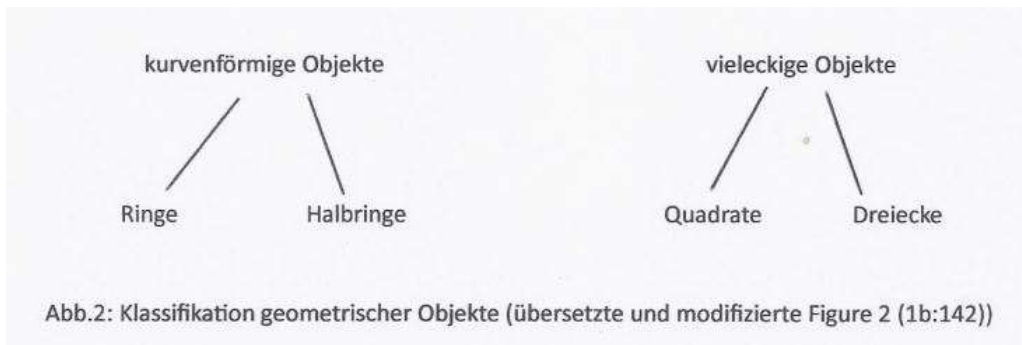 kurvenförmige Objekte vieleckige Objekte
Ringe Halbringe Quadrate Dreiecke
Abb.2: Klassifikation geometrischer Objekte (übersetzte und modifizierte Figure 2 (1b:142))